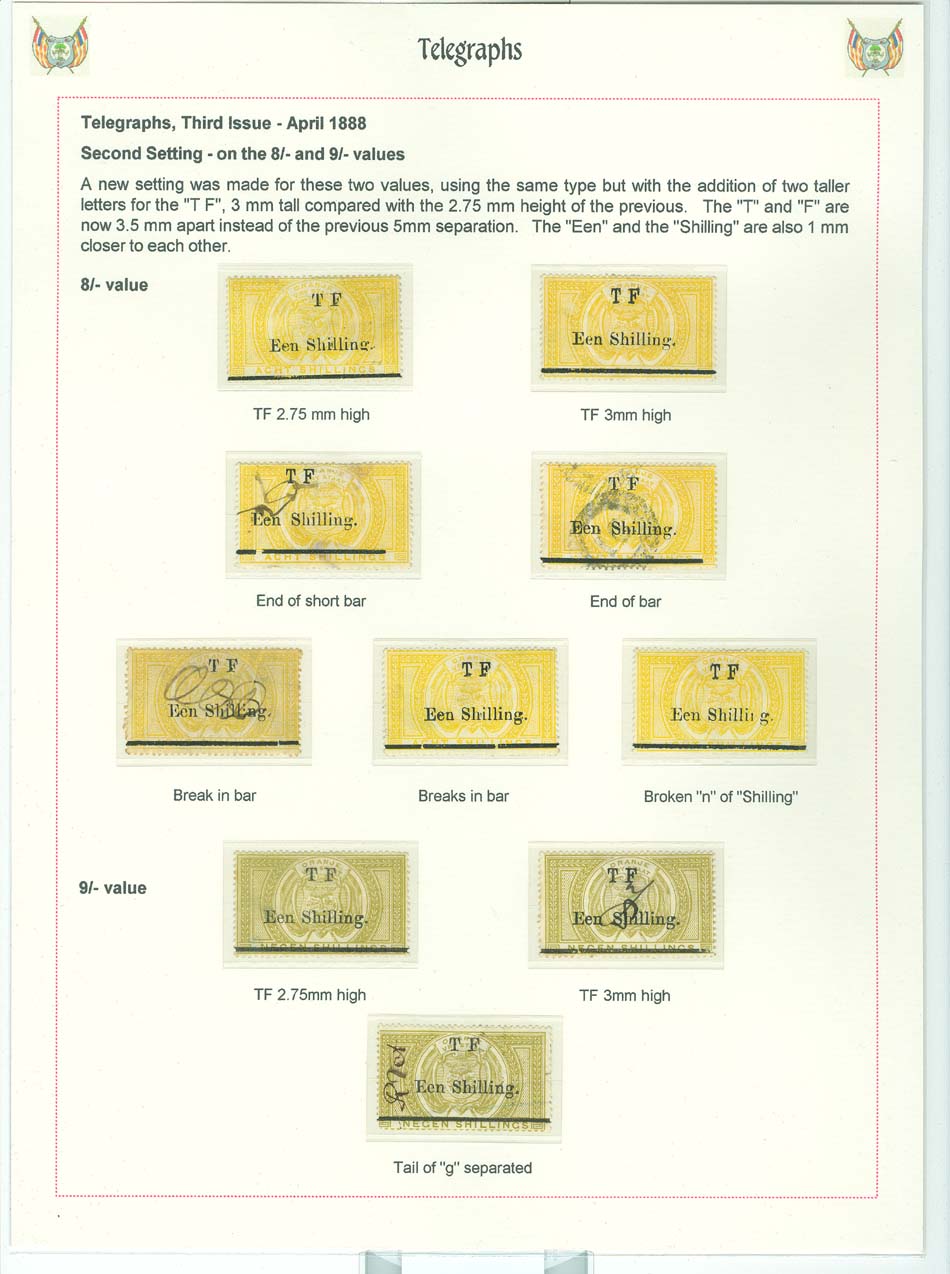 Telegraphs
Telegraphs, Third Issue - April 1888
Second Setting - on the 8/- and 9/- values
A new setting was made for these two values, using the same type but with the addition of two taller
letters for the "T F", 3 mm tall compared with the 2.75 mm height of the previous. The "T" and "F" are
now 3.5 mm apart instead of the previous 5mm separation. The "Een" and the "Shilling" are also 1 mm
closer to each other.
8/- value
T F
Een Shilling.
ACHT SHILLINGS
T F
Een Shilling.
TF 2.75 mm high
TF 3mm high
T F
Een Shilling.
ACHT SHILLINGS
T F
Een Shilling.
End of short bar
End of bar
T F
Een Shilling.
T F
Een Shilling.
T F
Een Shilli g.
Break in bar
Breaks in bar
Broken "n" of "Shilling"
9/- value
ORANJE
T F
Een Shilling.
NEGEN SHILLINGS
ORANJE
T F
Een Shilling.
NEGEN SHILLINGS
TF 2.75mm high
TF 3mm high
T F
Een Shilling.
NEGEN SHILLINGS
Tail of "g" separated